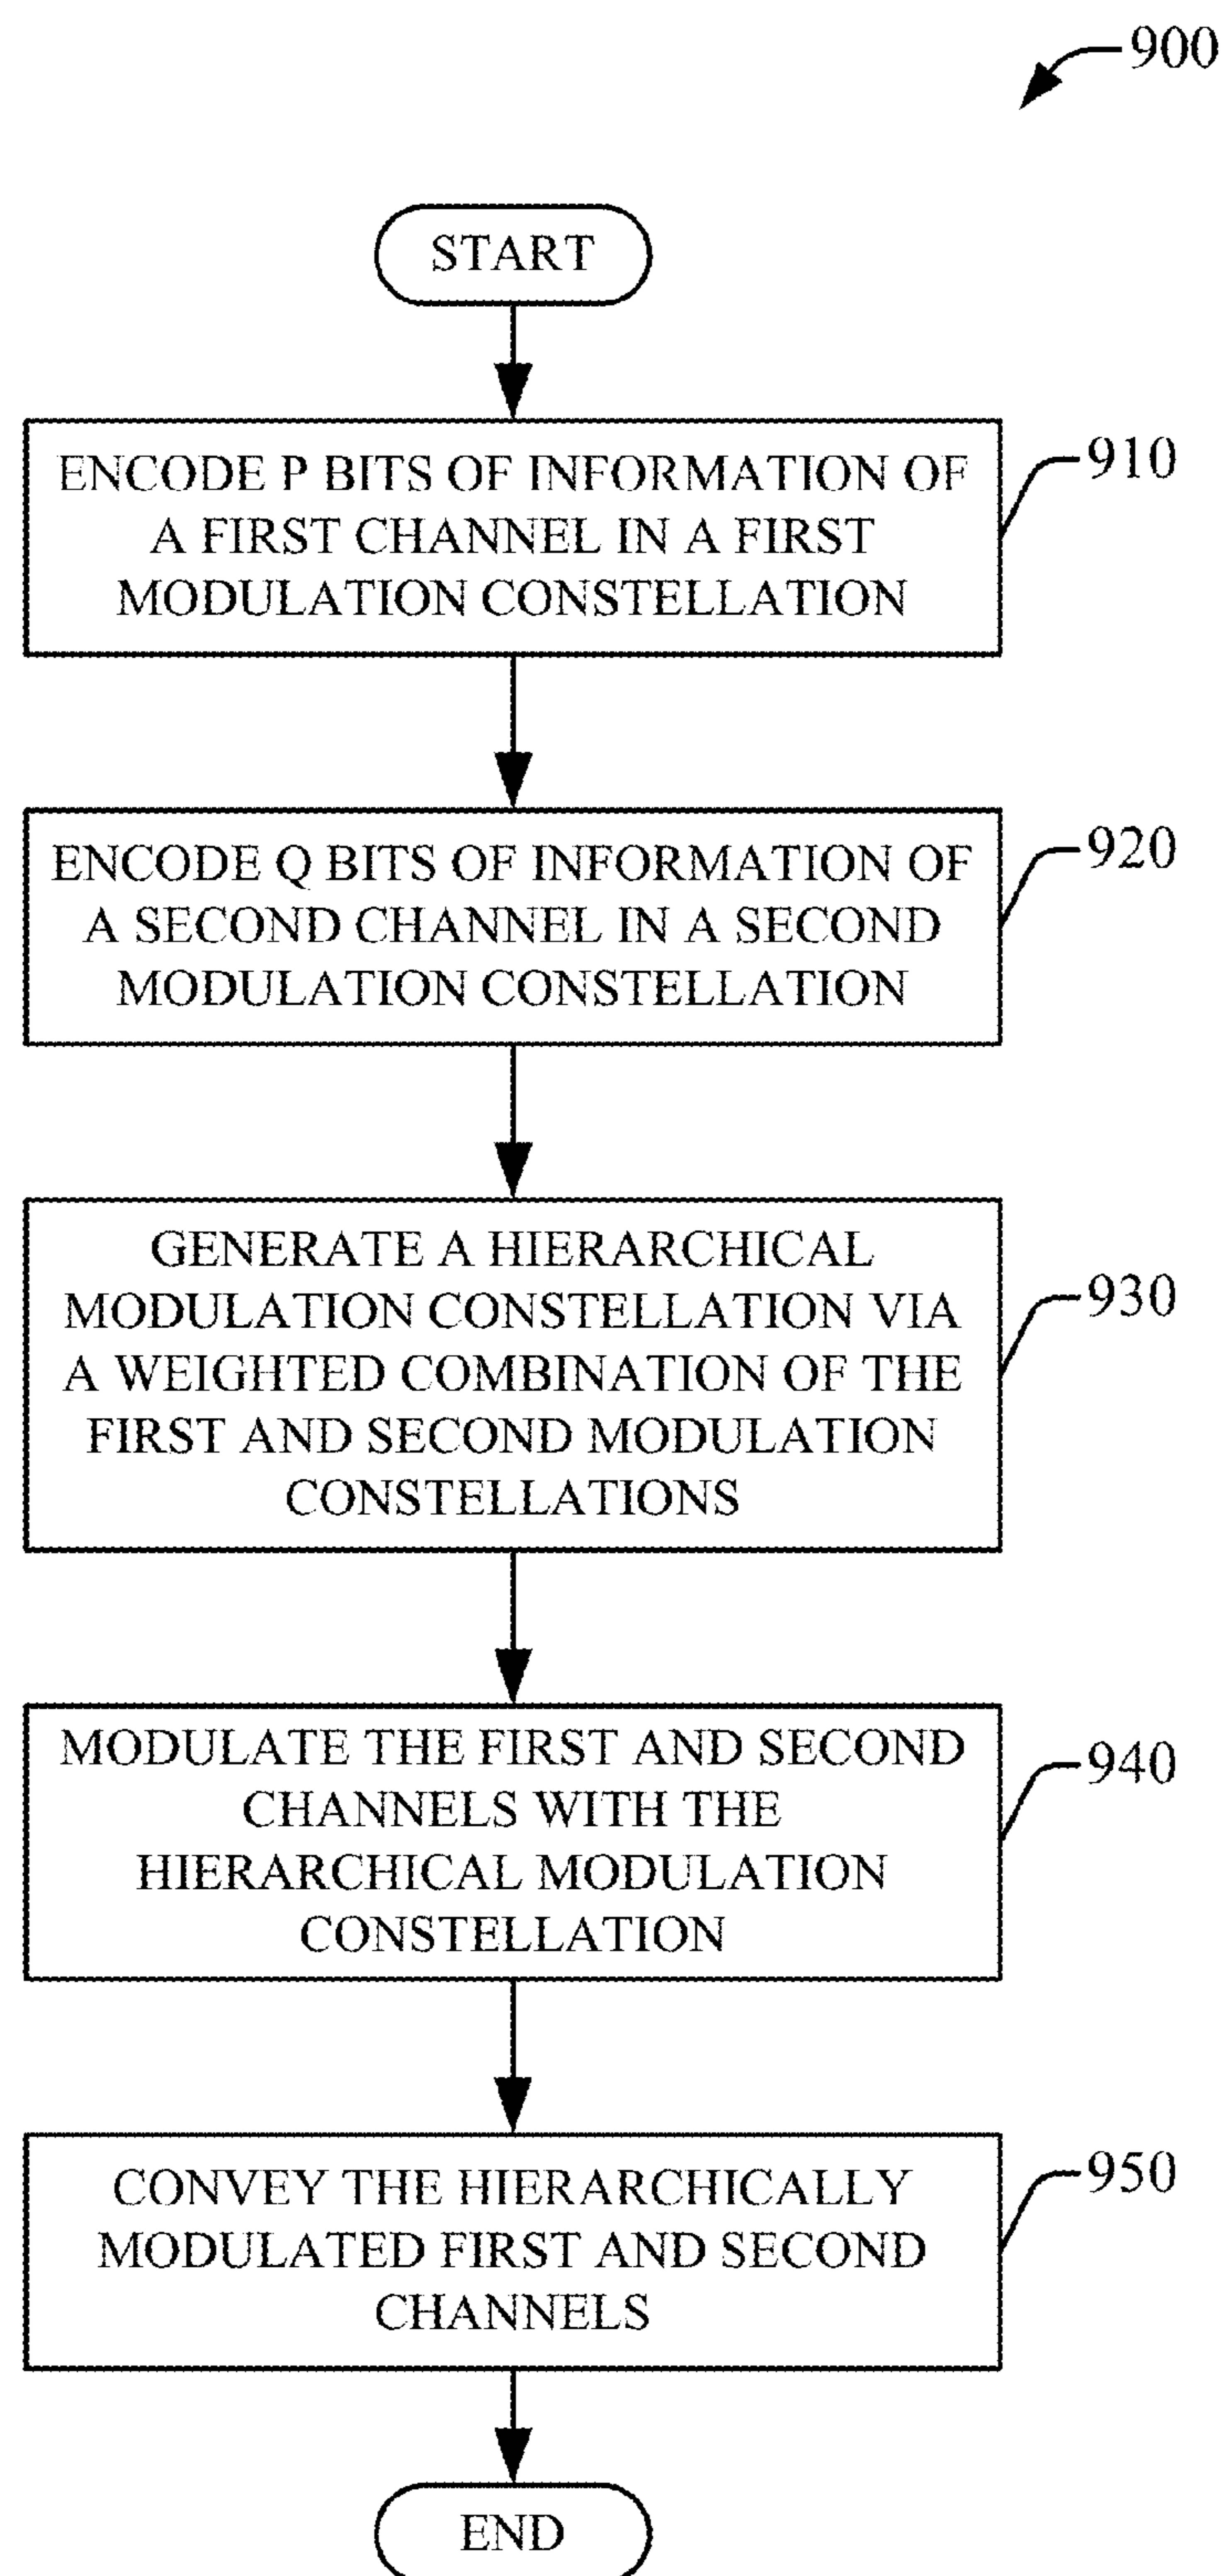 900
START
ENCODE P BITS OF INFORMATION OF
A FIRST CHANNEL IN A FIRST
MODULATION CONSTELLATION
910
ENCODE Q BITS OF INFORMATION OF
A SECOND CHANNEL IN A SECOND
MODULATION CONSTELLATION
920
GENERATE A HIERARCHICAL
MODULATION CONSTELLATION VIA
A WEIGHTED COMBINATION OF THE
FIRST AND SECOND MODULATION
CONSTELLATIONS
930
MODULATE THE FIRST AND SECOND
CHANNELS WITH THE
HIERARCHICAL MODULATION
CONSTELLATION
940
CONVEY THE HIERARCHICALLY
MODULATED FIRST AND SECOND
CHANNELS
950
END